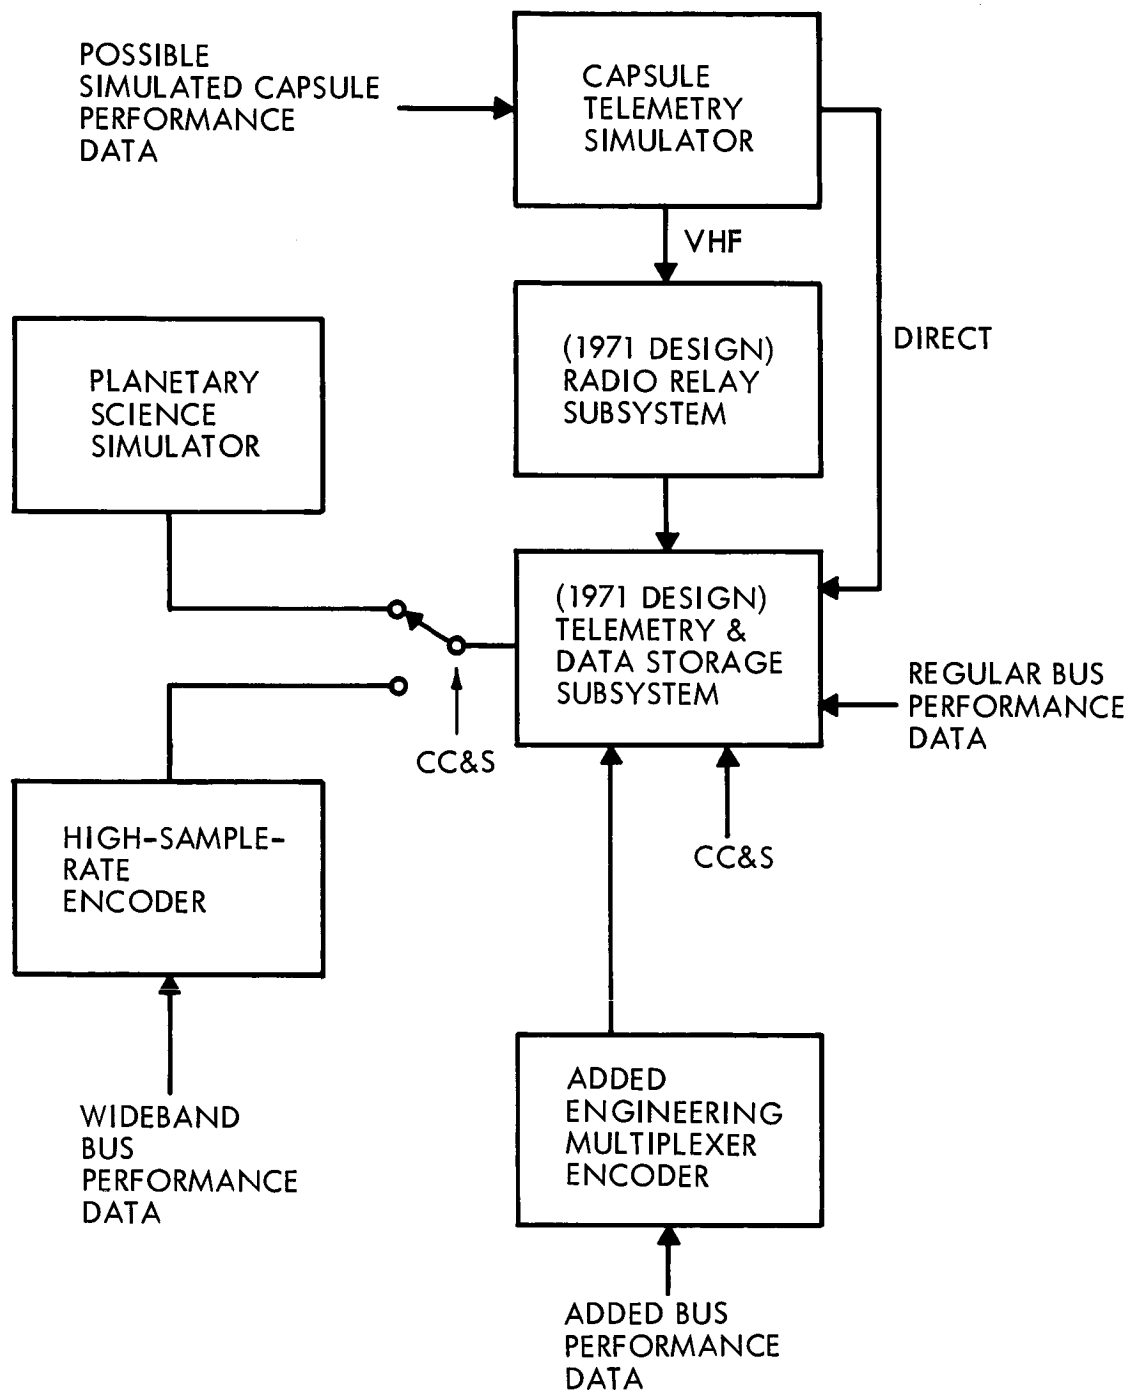 POSSIBLE
SIMULATED CAPSULE
PERFORMANCE
DATA
CAPSULE
TELEMETRY
SIMULATOR
VHF
DIRECT
(1971 DESIGN)
RADIO RELAY
SUBSYSTEM
PLANETARY
SCIENCE
SIMULATOR
(1971 DESIGN)
TELEMETRY &
DATA STORAGE
SUBSYSTEM
REGULAR BUS
PERFORMANCE
DATA
CC&S
CC&S
HIGH-SAMPLE-
RATE
ENCODER
WIDEBAND
BUS
PERFORMANCE
DATA
ADDED
ENGINEERING
MULTIPLEXER
ENCODER
ADDED BUS
PERFORMANCE
DATA